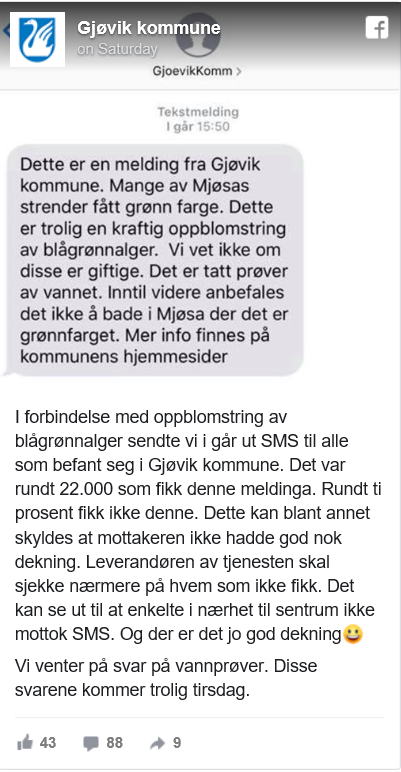 Gjøvik kommune
on Saturday
GjoevikKomm >
Tekstmelding
I går 15:50
Dette er en melding fra Gjøvik
kommune. Mange av Mjøsas
strender fått grønn farge. Dette
er trolig en kraftig oppblomstring
av blågrønnalger.  Vi vet ikke om
disse er giftige. Det er tatt prøver
av vannet. Inntil videre anbefales
det ikke å bade i Mjøsa der det er
grønnfarget. Mer info finnes på
kommunens hjemmesider
I forbindelse med oppblomstring av
blågrønnalger sendte vi i går ut SMS til alle
som befant seg i Gjøvik kommune. Det var
rundt 22.000 som fikk denne meldinga. Rundt ti
prosent fikk ikke denne. Dette kan blant annet
skyldes at mottakeren ikke hadde god nok
dekning. Leverandøren av tjenesten skal
sjekke nærmere på hvem som ikke fikk. Det
kan se ut til at enkelte i nærhet til sentrum ikke
mottok SMS. Og der er det jo god dekning😃
Vi venter på svar på vannprøver. Disse
svarene kommer trolig tirsdag.
43 88 9